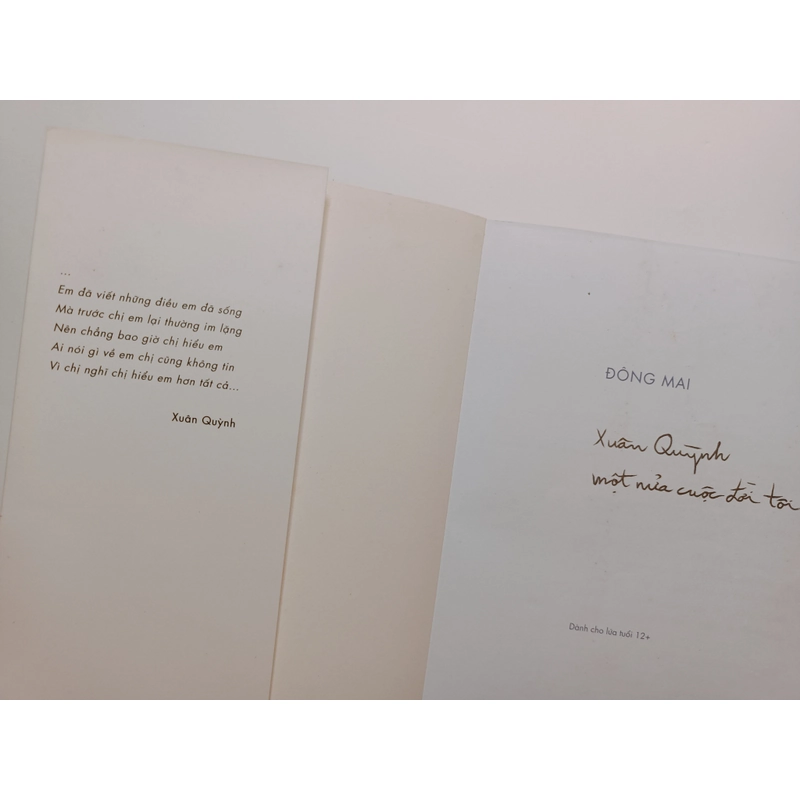 ...
Em đã viết những điều em đã sống
Mà trước chị em lại thường im lặng
Nên chẳng bao giờ chị hiểu em
Ai nói gì về em chị cũng không tin
Vì chị nghĩ chị hiểu em hơn tất cả...
Xuân Quỳnh
ĐÔNG MAI
Xuân Quỳnh
một nửa cuộc đời tôi
Dành cho lứa tuổi 12+